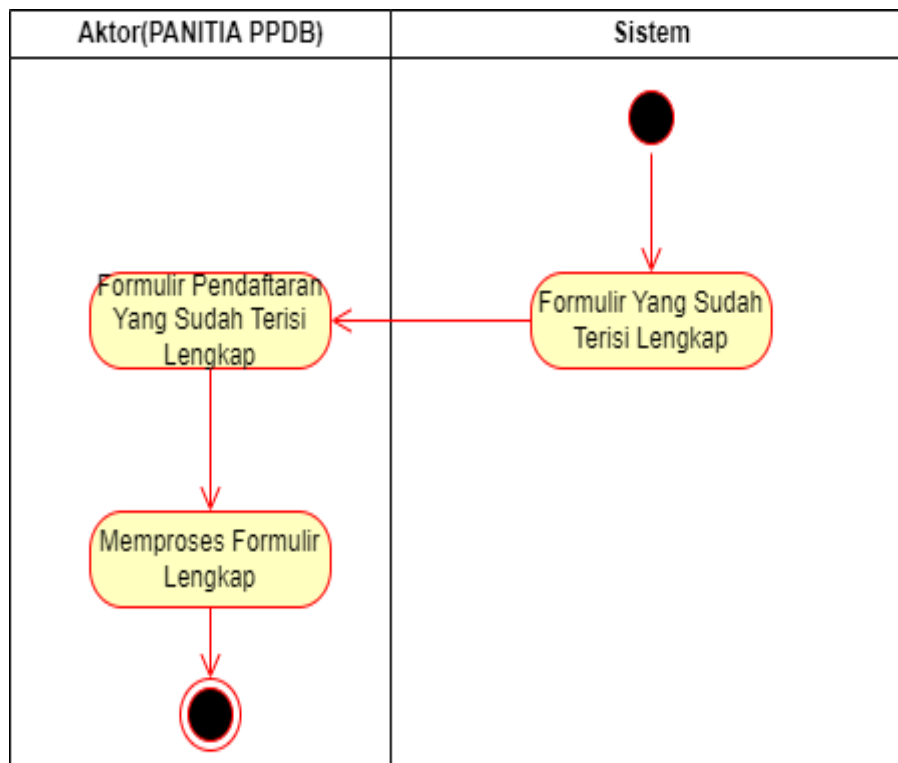 Aktor(PANITIA PPDB)
Sistem
Formulir Pendaftaran
Yang Sudah Terisi
Lengkap
Formulir Yang Sudah
Terisi Lengkap
Memproses Formulir
Lengkap